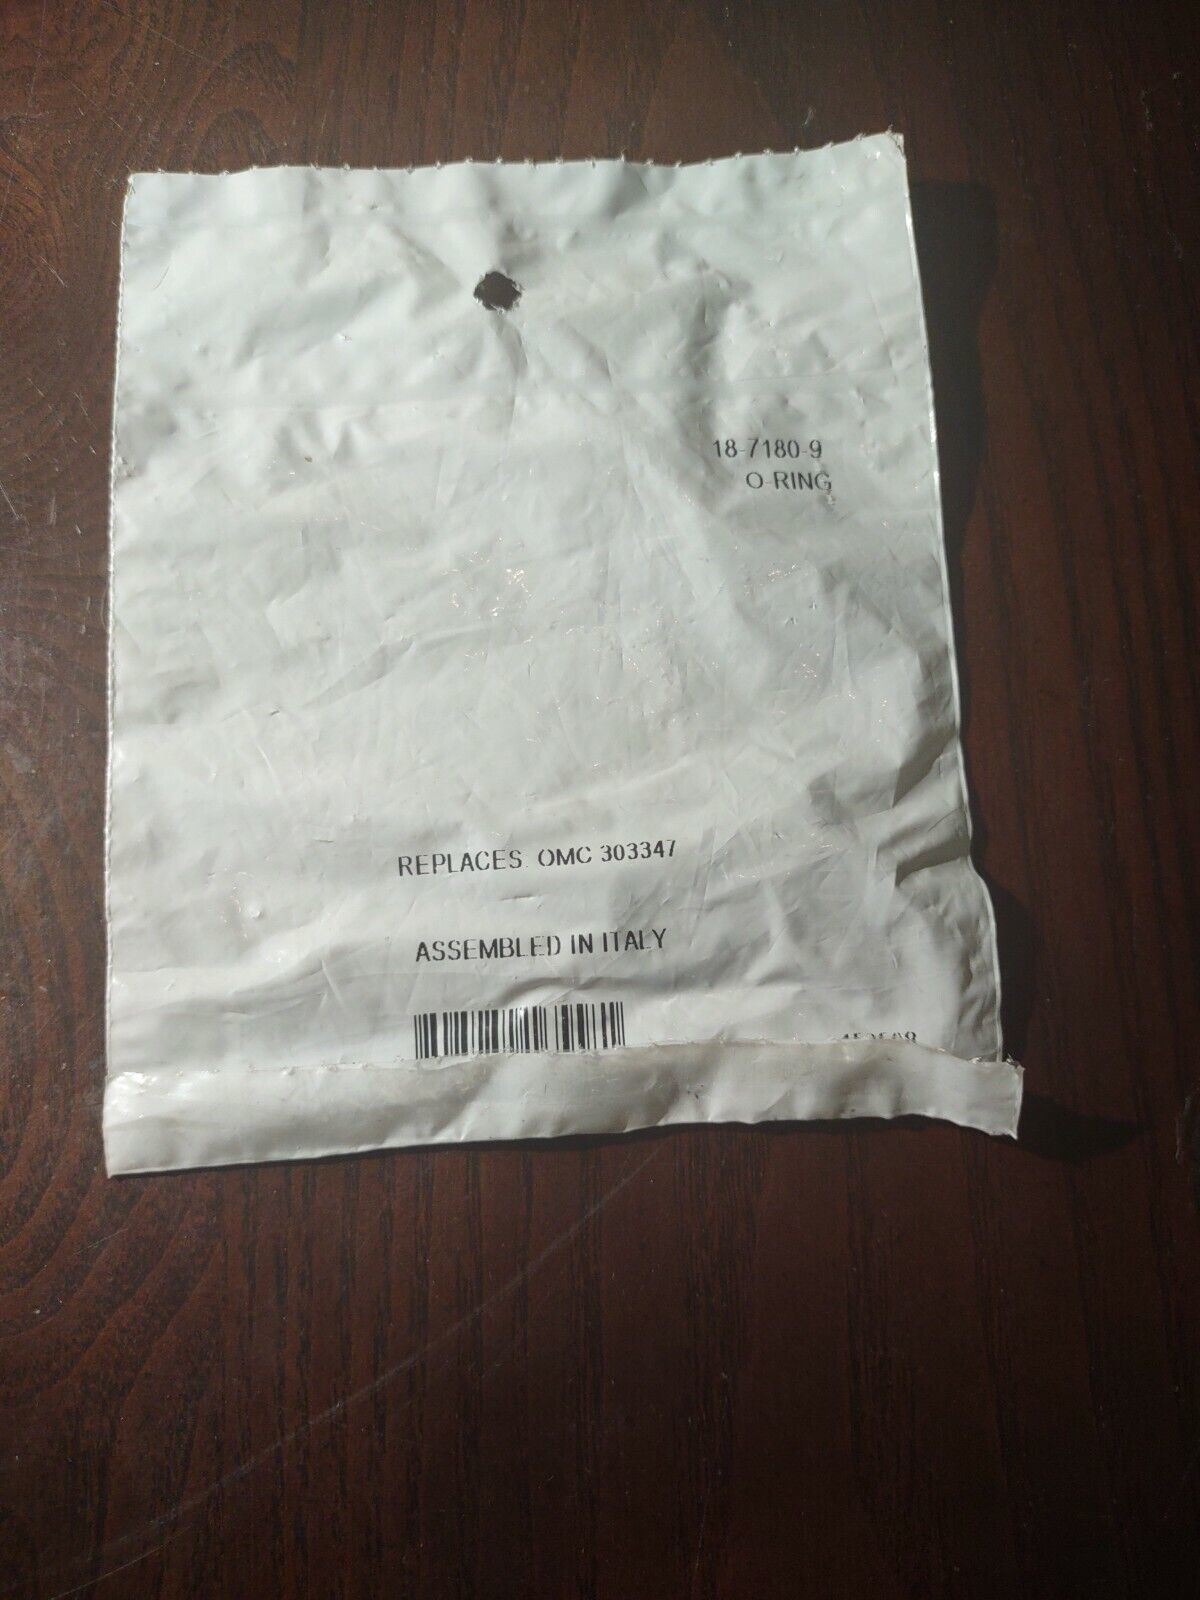 18-7180-9
O-RING
REPLACES: OMC 303347
ASSEMBLED IN ITALY